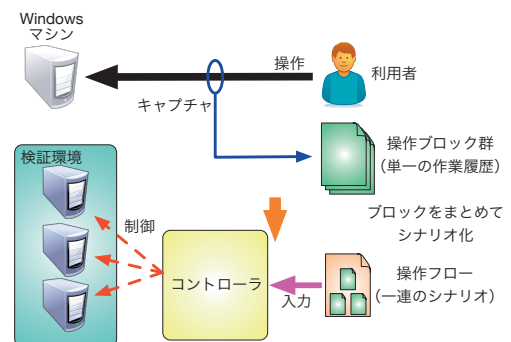 Windows
マシン
操作
利用者
キャプチャ
操作ブロック群
（単一の作業履歴）
検証環境
制御
ブロックをまとめて
シナリオ化
コントローラ
入力
操作フロー
（一連のシナリオ）